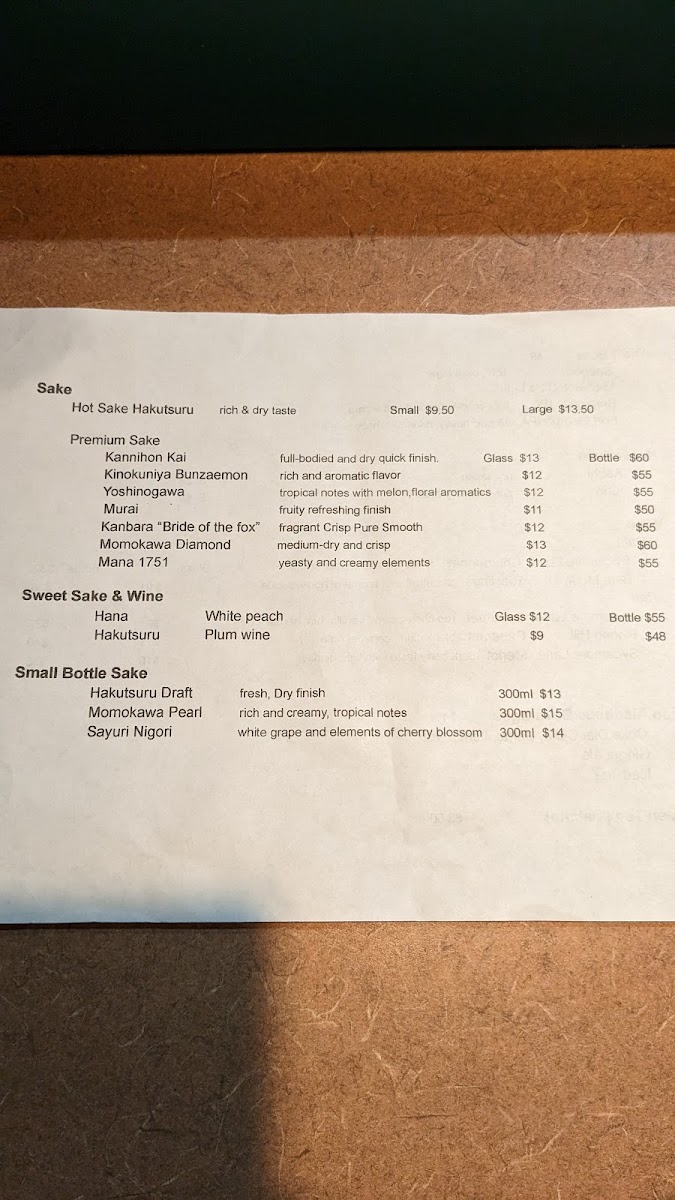 Sake
Hot Sake Hakutsuru rich & dry taste Small $9.50 Large $13.50
Premium Sake
Kannihon Kai full-bodied and dry quick finish. Glass $13 Bottle $60
Kinokuniya Bunzaemon rich and aromatic flavor $12 $55
Yoshinogawa tropical notes with melon,floral aromatics $12 $55
Murai fruity refreshing finish $11 $50
Kanbara “Bride of the fox” fragrant Crisp Pure Smooth $12 $55
Momokawa Diamond medium-dry and crisp $13 $60
Mana 1751 yeasty and creamy elements $12 $55
Sweet Sake & Wine
Hana White peach Glass $12 Bottle $55
Hakutsuru Plum wine $9 $48
Small Bottle Sake
Hakutsuru Draft fresh, Dry finish 300ml $13
Momokawa Pearl rich and creamy, tropical notes 300ml $15
Sayuri Nigori white grape and elements of cherry blossom 300ml $14